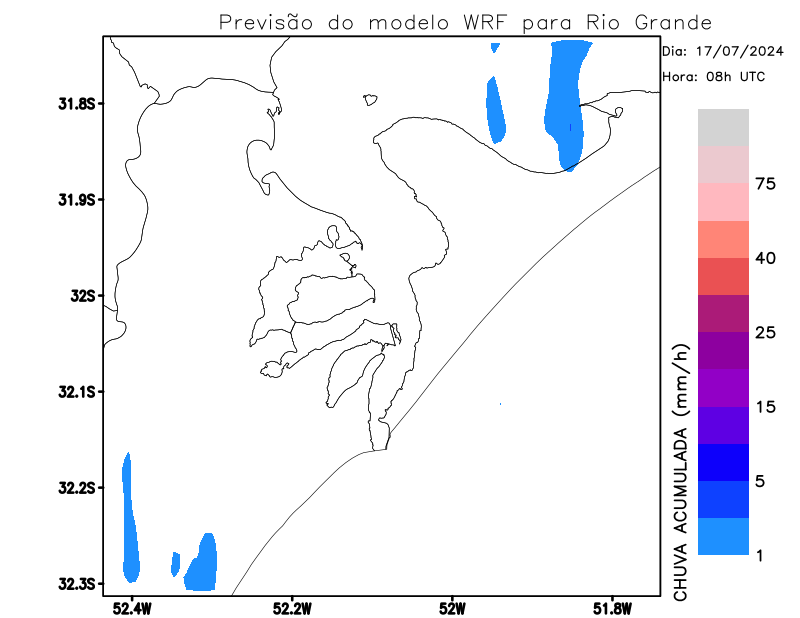 Previsão do modelo WRF para Rio Grande
Dia: 17/07/2024
Hora: 08h UTC
31.8S
31.9S
32S
32.1S
32.2S
32.3S
52.4W
52.2W
52W
51.8W
75
40
25
15
5
1
CHUVA ACUMULADA (mm/h)